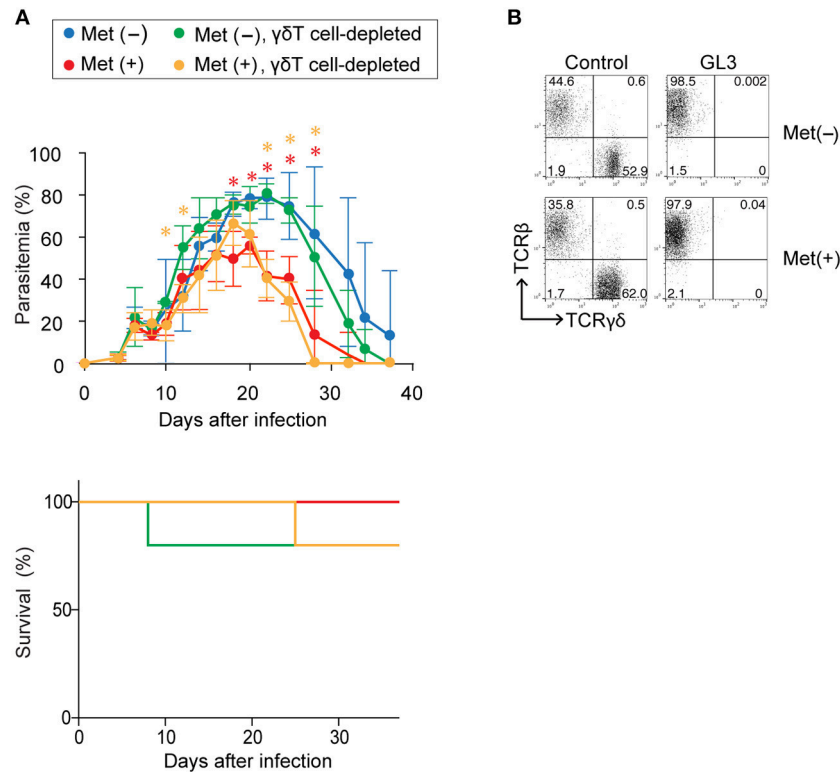 A
Met (−)
Met (−), γδT cell-depleted
Met (+)
Met (+), γδT cell-depleted
* * * * *
* * * * * *
Parasitemia (%)
100
80
60
40
20
0
0 10 20 30 40
Days after infection
Survival (%)
100
50
0
0 10 20 30
Days after infection
B
Control GL3
44.6 0.6 98.5 0.002
Met(−)
1.9 52.9 1.5 0
35.8 0.5 97.9 0.04
Met(+)
1.7 62.0 2.1 0
TCRβ
TCRγδ